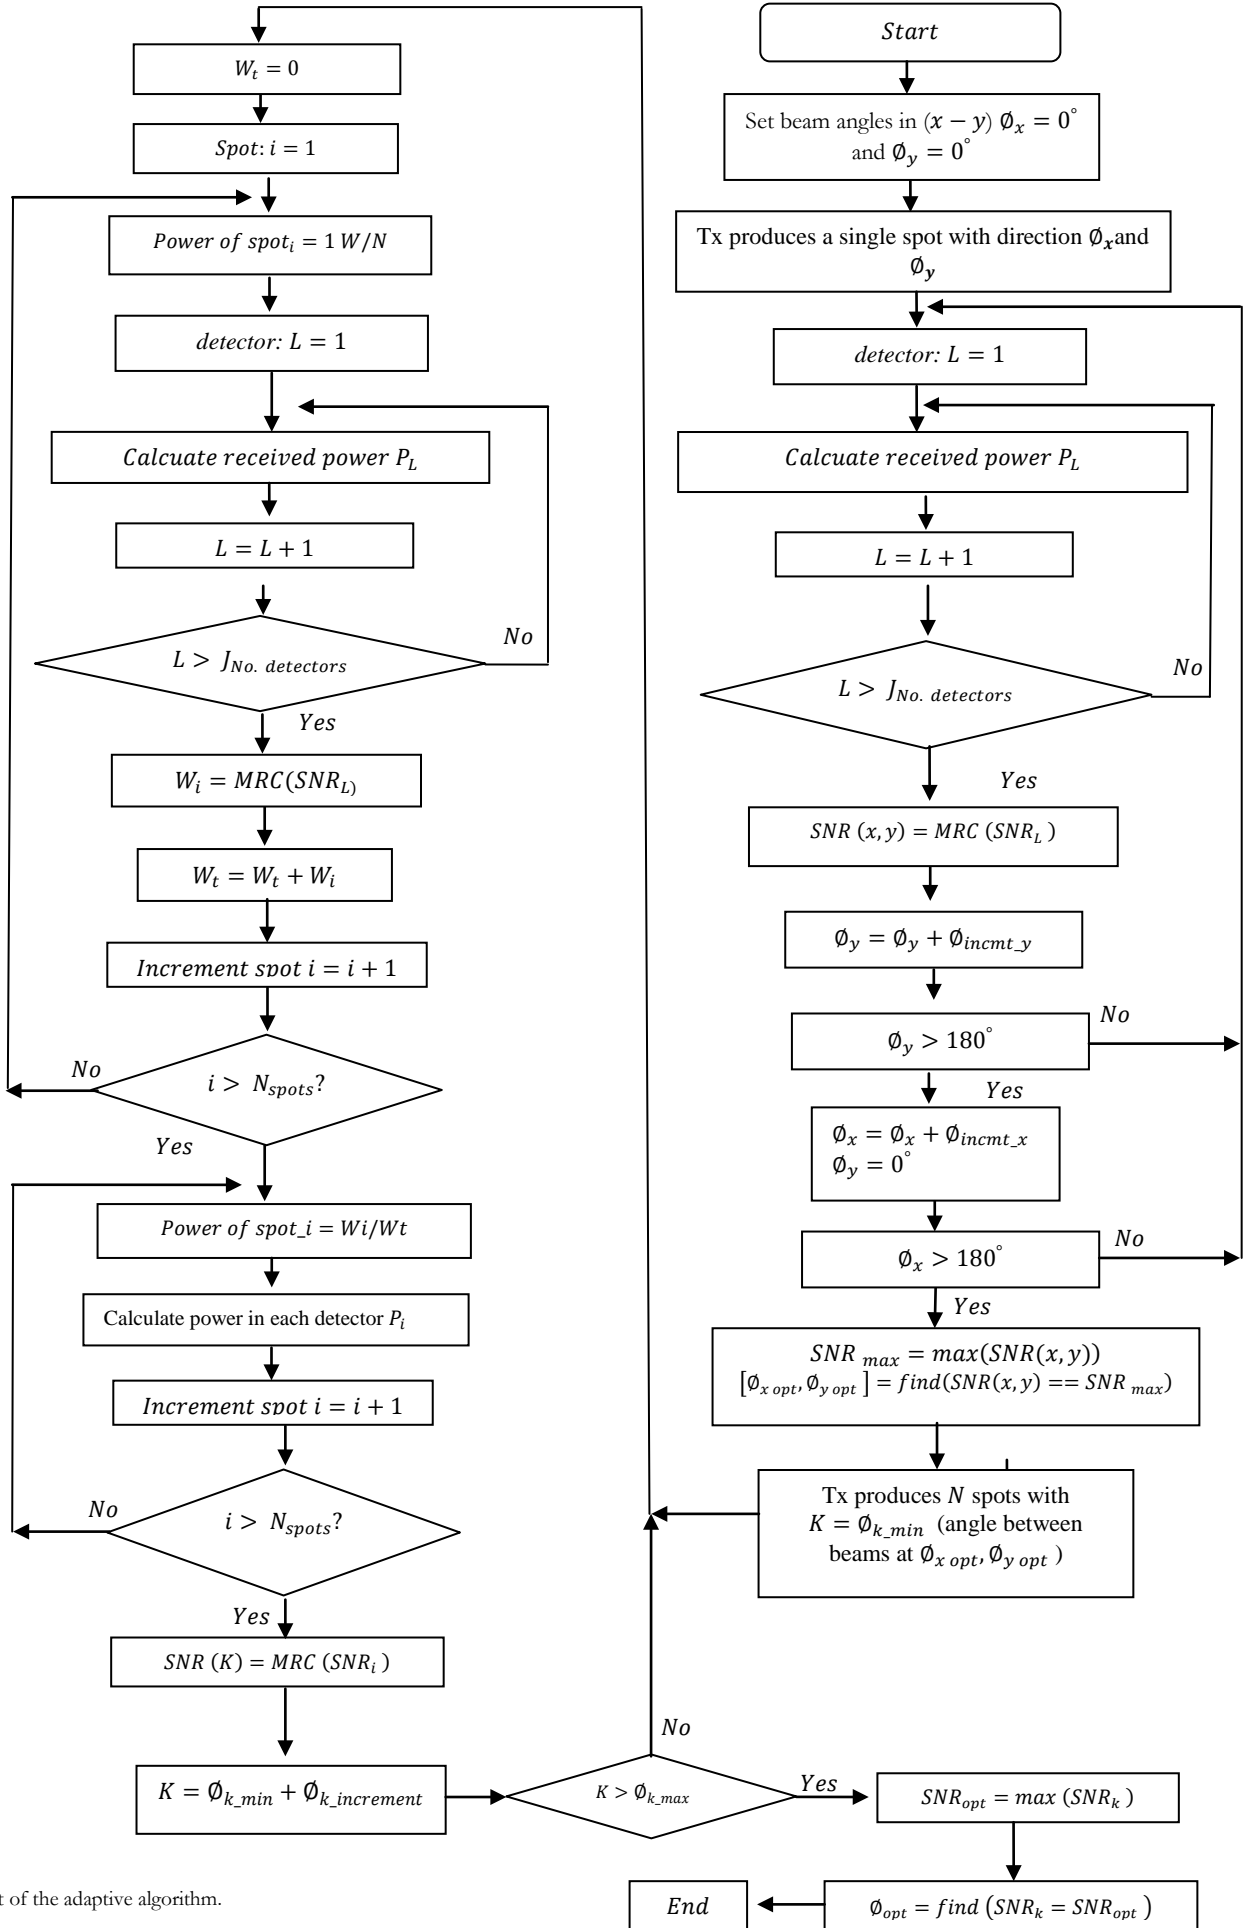 Start
Set beam angles in (x − y) ∅x = 0°
and ∅y = 0°
Tx produces a single spot with direction ∅x and
∅y
detector: L = 1
Calcuate received power PL
L = L + 1
L > JNo. detectors
No
Yes
SNR (x, y) = MRC (SNRL)
∅y = ∅y + ∅incmt_y
∅y > 180°
No
Yes
∅x = ∅x + ∅incmt_x
∅y = 0°
∅x > 180°
No
Yes
SNR max = max(SNR(x, y))
[∅x opt, ∅y opt ] = find(SNR(x, y) == SNR max)
Tx produces N spots with
K = ∅k_min (angle between
beams at ∅x opt, ∅y opt )
Wt = 0
Spot: i = 1
Power of spoti = 1 W/N
detector: L = 1
Calcuate received power PL
L = L + 1
L > JNo. detectors
No
Yes
Wi = MRC(SNRL)
Wt = Wt + Wi
Increment spot i = i + 1
i > Nspots?
No
Yes
Power of spot_i = Wi/Wt
Calculate power in each detector Pi
Increment spot i = i + 1
i > Nspots?
No
Yes
SNR (K) = MRC (SNRi )
K = ∅k_min + ∅k_increment
K > ∅k_max
No
Yes
SNRopt = max (SNRk )
∅opt = find (SNRk = SNRopt)
End
t of the adaptive algorithm.